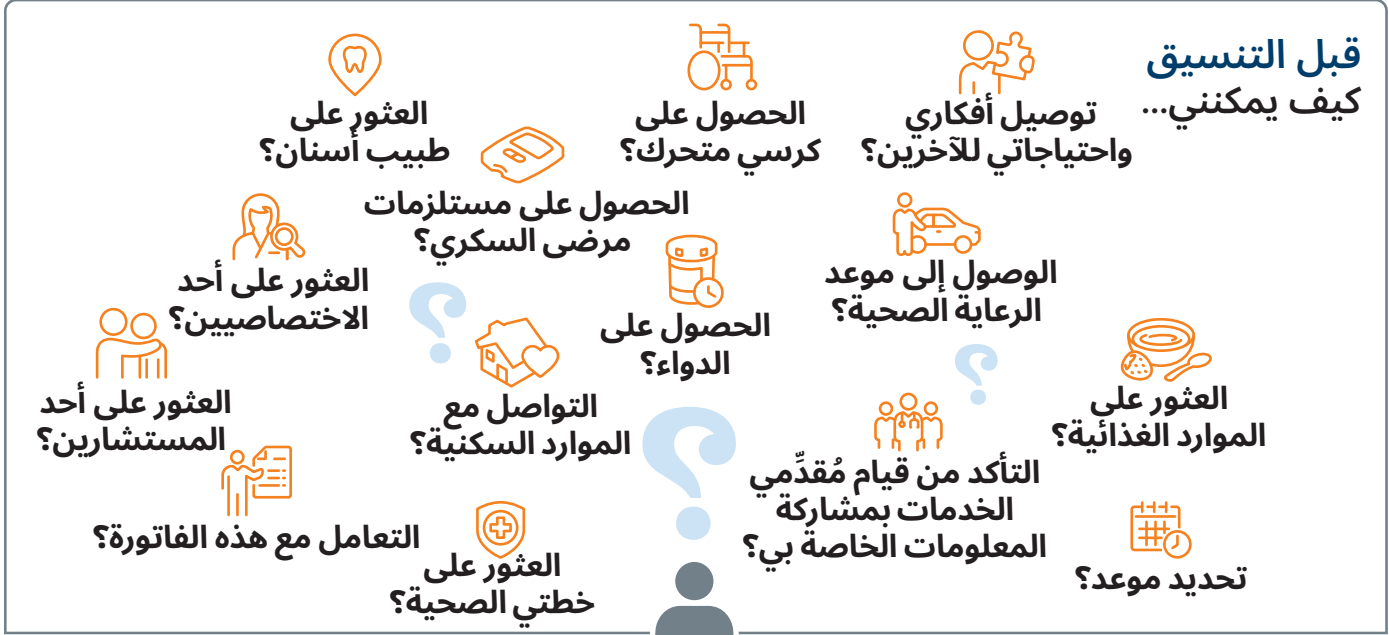 قبل التنسيق
كيف يمكنني...
توصيل أفكاري
واحتياجاتي للآخرين؟
الحصول على
كرسي متحرك؟
العثور على
طبيب أسنان؟
الحصول على مستلزمات
مرضى السكري؟
الوصول إلى موعد
الرعاية الصحية؟
الحصول على
الدواء؟
العثور على أحد
الاختصاصيين؟
العثور على
الموارد الغذائية؟
التواصل مع
الموارد السكنية؟
العثور على أحد
المستشارين؟
التأكد من قيام مُقدِّمي
الخدمات بمشاركة
المعلومات الخاصة بي؟
التعامل مع هذه الفاتورة؟
تحديد موعد؟
العثور على
خطتي الصحية؟